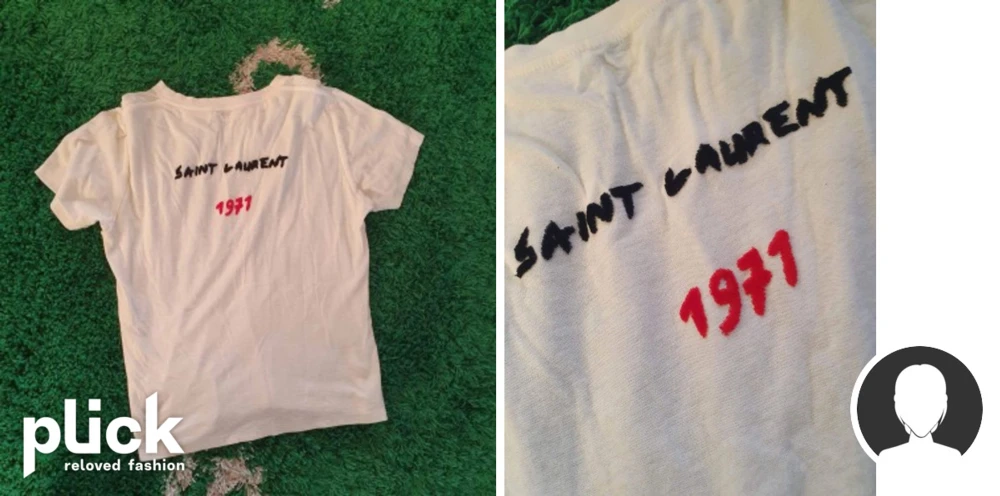 SAINT LAURENT
1971
plick
reloved fashion
SAINT LAURENT
1971